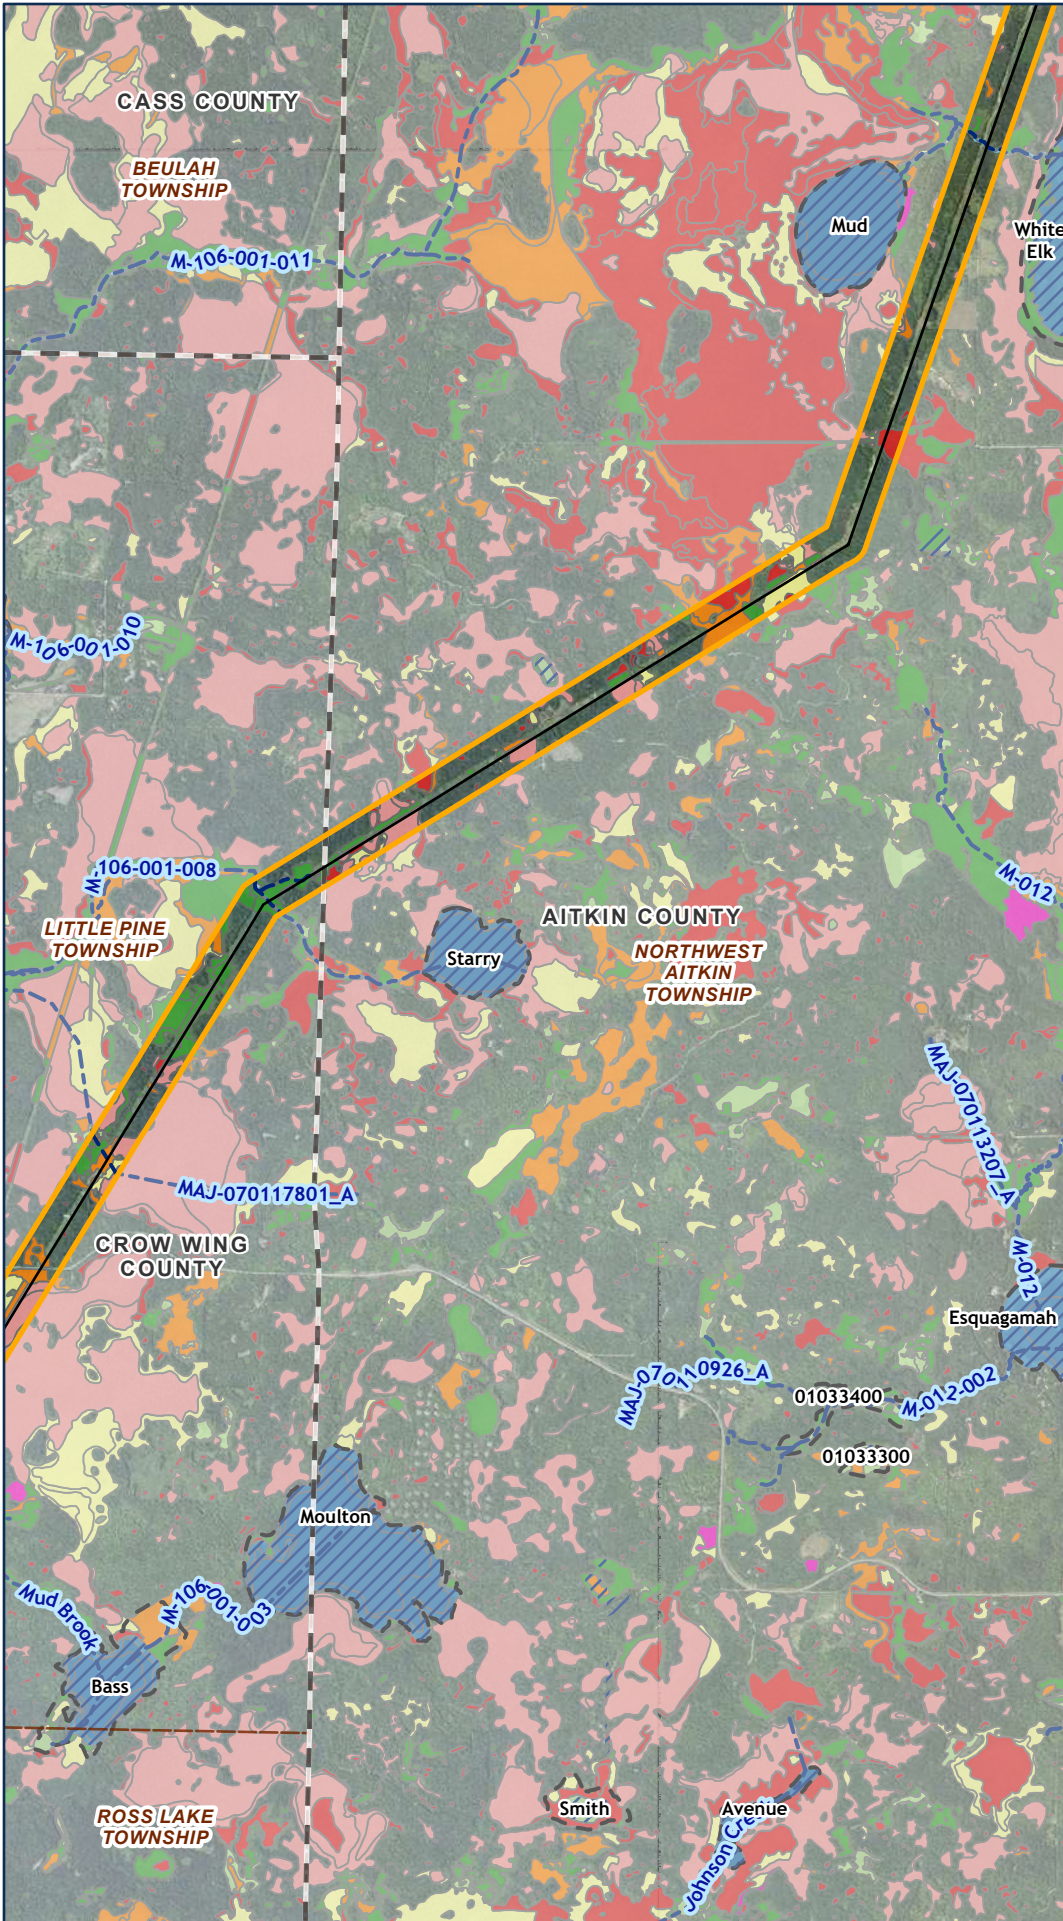 CASS COUNTY
BEULAH
TOWNSHIP
M-106-001-011
Mud
White
Elk
M-106-001-010
M-106-001-008
LITTLE PINE
TOWNSHIP
Starry
AITKIN COUNTY
NORTHWEST
AITKIN
TOWNSHIP
M-012
MAJ-070113207_A
MAJ-070117801_A
CROW WING
COUNTY
M-012
Esquagamah
MAJ-070110926_A
01033400
M-012-002
01033300
Moulton
Mud Brook
M-106-001-003
Bass
ROSS LAKE
TOWNSHIP
Smith
Avenue
Johnson Creek